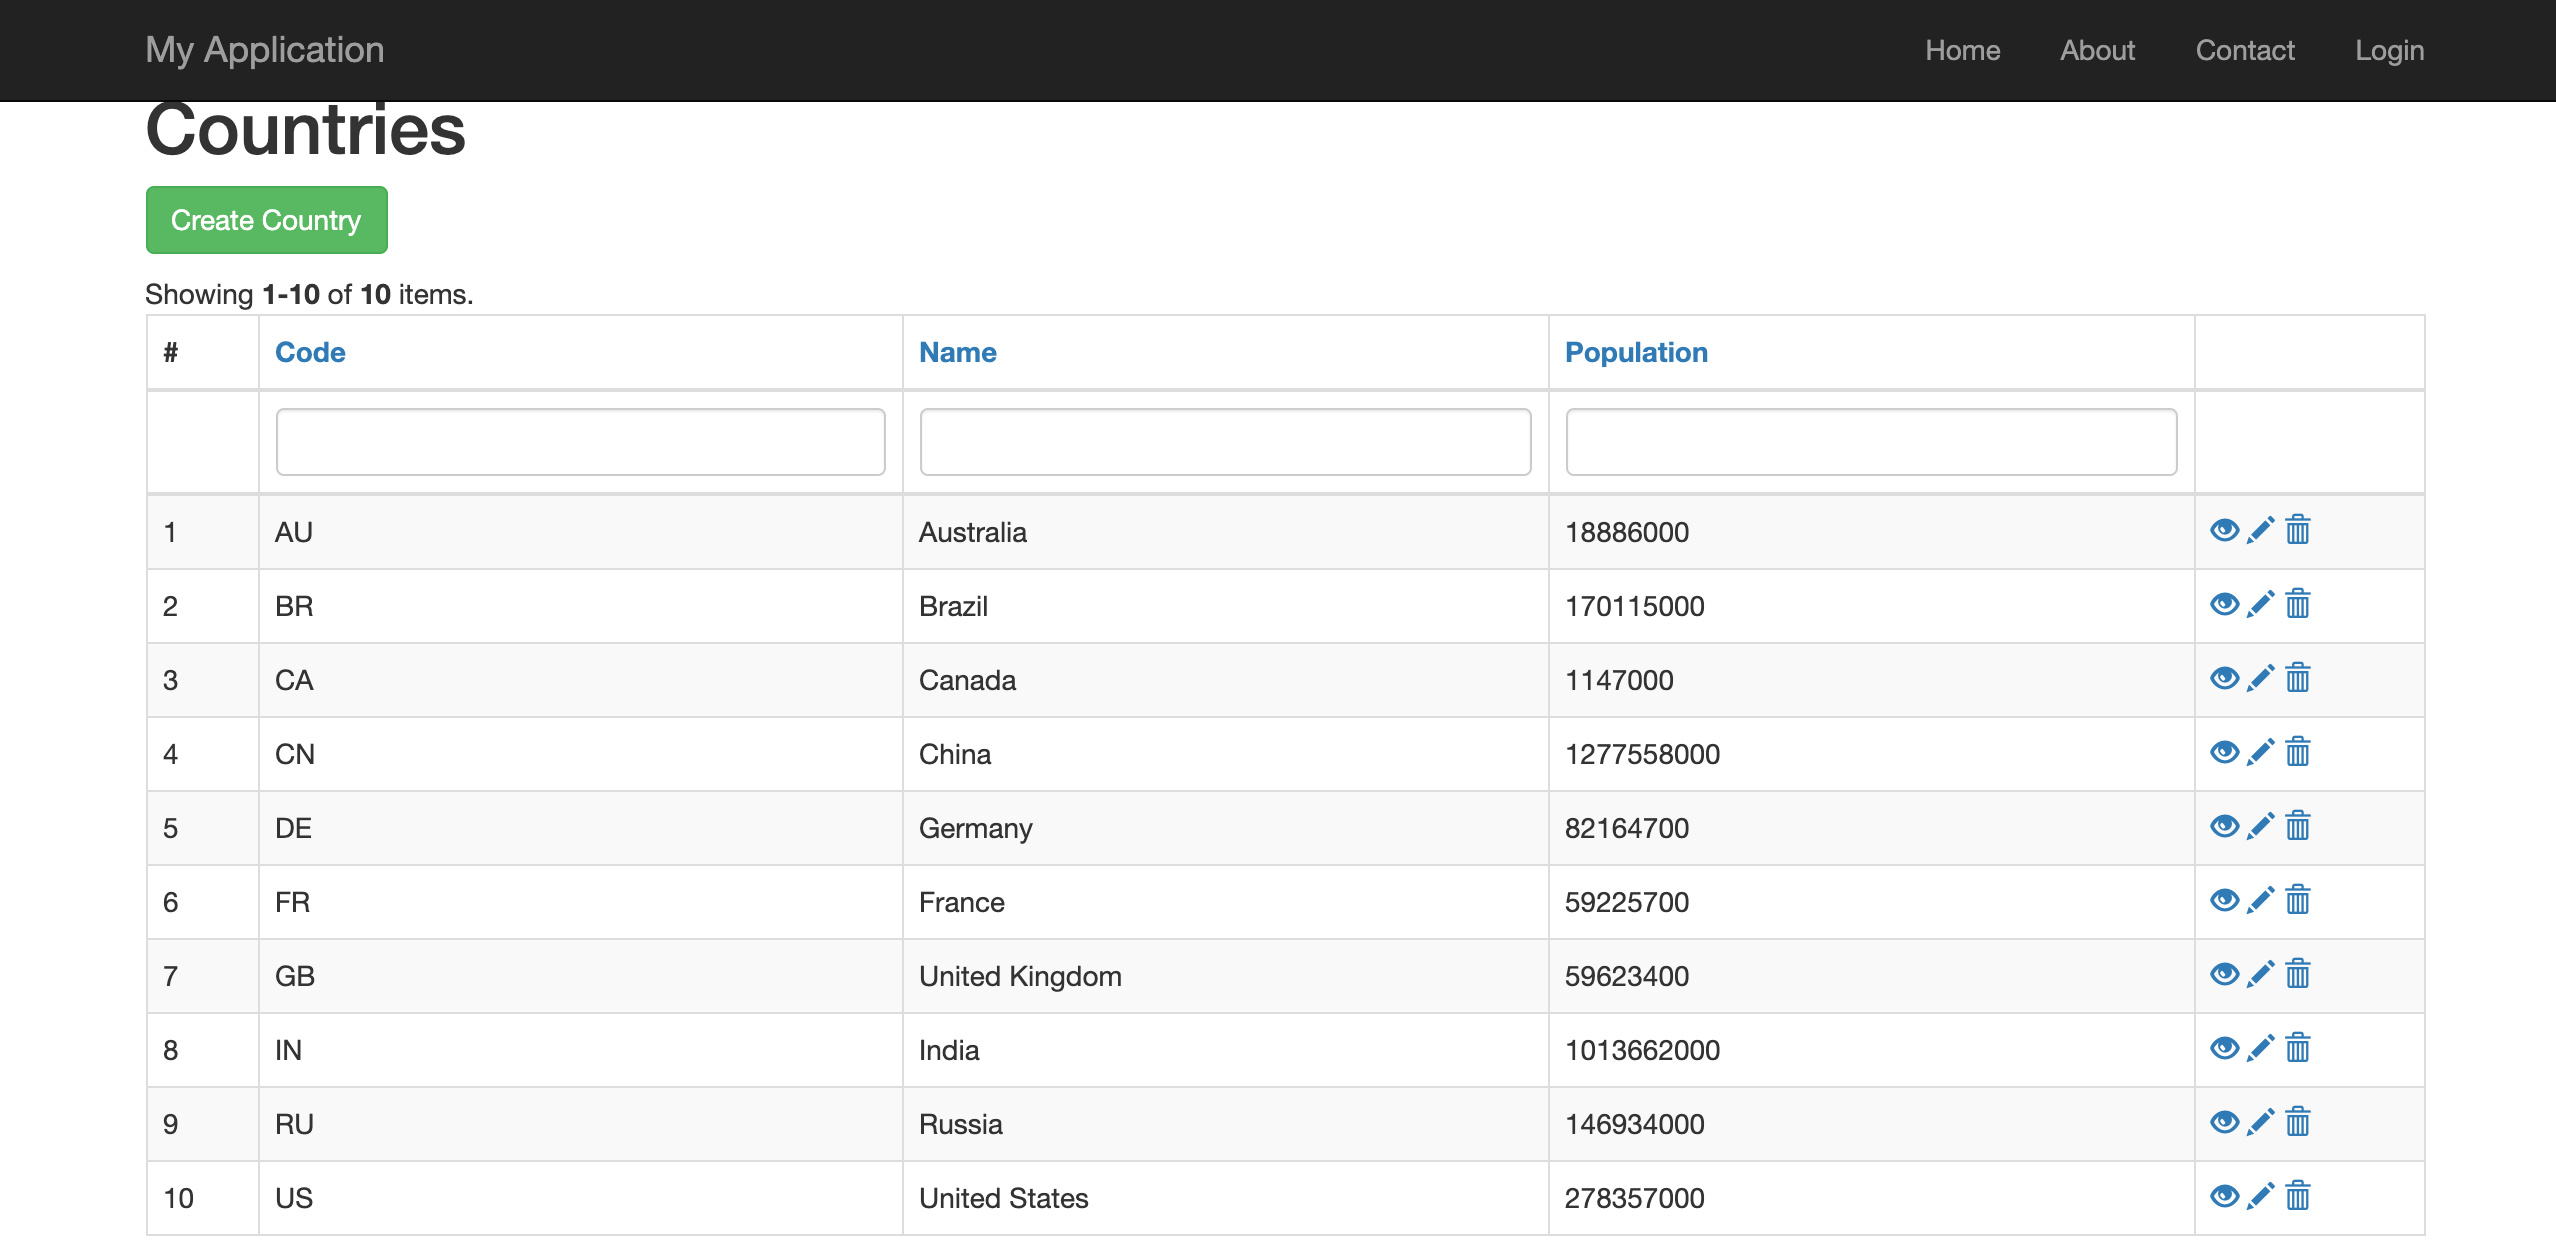 My Application Home About Contact Login
Countries
Create Country
Showing 1-10 of 10 items.
# Code Name Population
1 AU Australia 18886000
2 BR Brazil 170115000
3 CA Canada 1147000
4 CN China 1277558000
5 DE Germany 82164700
6 FR France 59225700
7 GB United Kingdom 59623400
8 IN India 1013662000
9 RU Russia 146934000
10 US United States 278357000